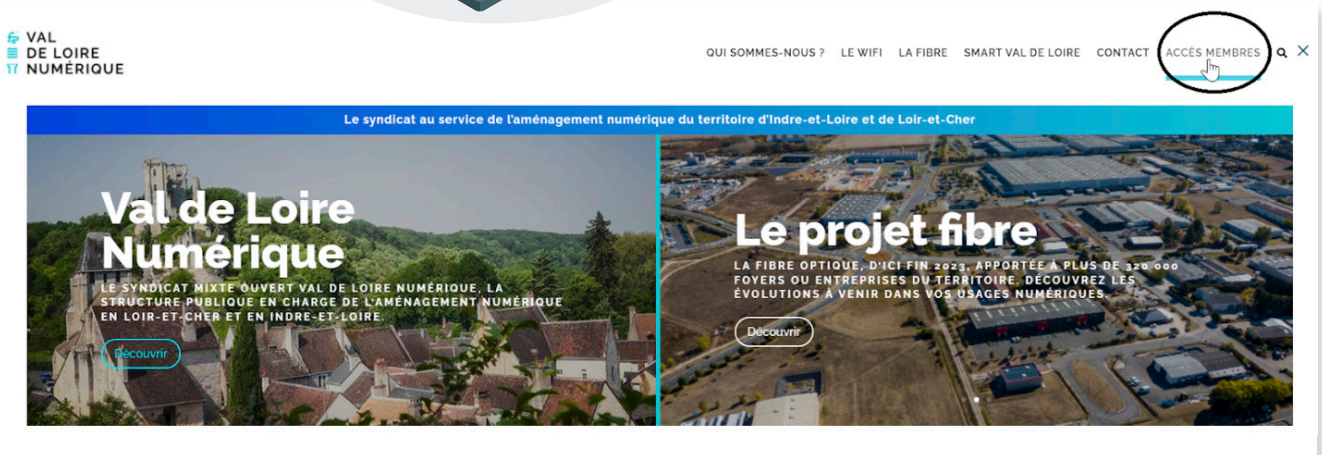 VAL
DE LOIRE
NUMÉRIQUE
QUI SOMMES-NOUS ? LE WIFI LA FIBRE SMART VAL DE LOIRE CONTACT ACCÈS MEMBRES
Le syndicat au service de l'aménagement numérique du territoire d'Indre-et-Loire et de Loir-et-Cher
Val de Loire
Numérique
LE SYNDICAT MIXTE OUVERT VAL DE LOIRE NUMÉRIQUE, LA
STRUCTURE PUBLIQUE EN CHARGE DE L'AMÉNAGEMENT NUMÉRIQUE
EN LOIR-ET-CHER ET EN INDRE-ET-LOIRE.
Découvrir
Le projet fibre
LA FIBRE OPTIQUE, D'ICI FIN 2023, APPORTÉE À PLUS DE 320 000
FOYERS OU ENTREPRISES DU TERRITOIRE. DÉCOUVREZ LES
ÉVOLUTIONS À VENIR DANS VOS USAGES NUMÉRIQUES.
Découvrir